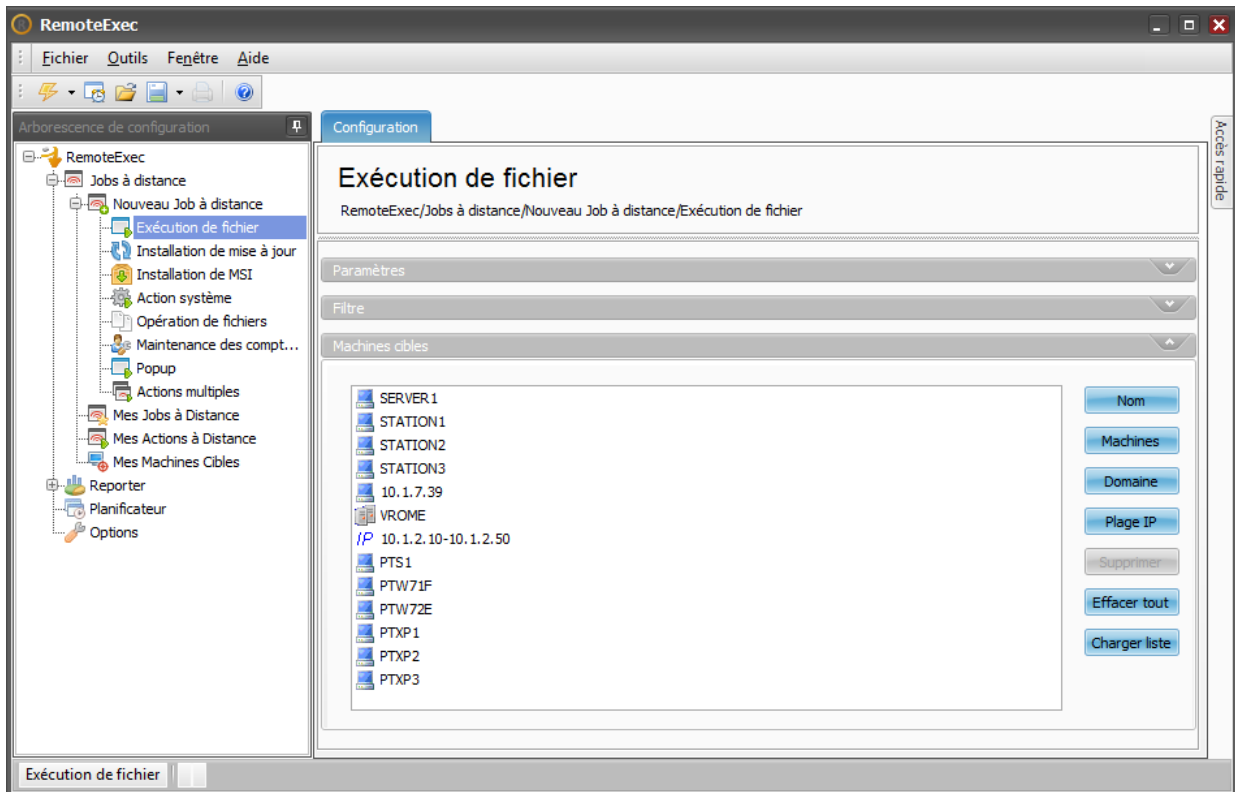 RemoteExec
Fichier Outils Fenêtre Aide
Arborescence de configuration
RemoteExec
Jobs à distance
Nouveau Job à distance
Exécution de fichier
Installation de mise à jour
Installation de MSI
Action système
Opération de fichiers
Maintenance des compt...
Popup
Actions multiples
Mes Jobs à Distance
Mes Actions à Distance
Mes Machines Cibles
Reporter
Planificateur
Options
Configuration
Exécution de fichier
RemoteExec/Jobs à distance/Nouveau Job à distance/Exécution de fichier
Paramètres
Filtre
Machines cibles
SERVER1
STATION1
STATION2
STATION3
10.1.7.39
VROME
IP 10.1.2.10-10.1.2.50
PTS1
PTW71F
PTW72E
PTXP1
PTXP2
PTXP3
Nom
Machines
Domaine
Plage IP
Supprimer
Effacer tout
Charger liste
Accès rapide
Exécution de fichier